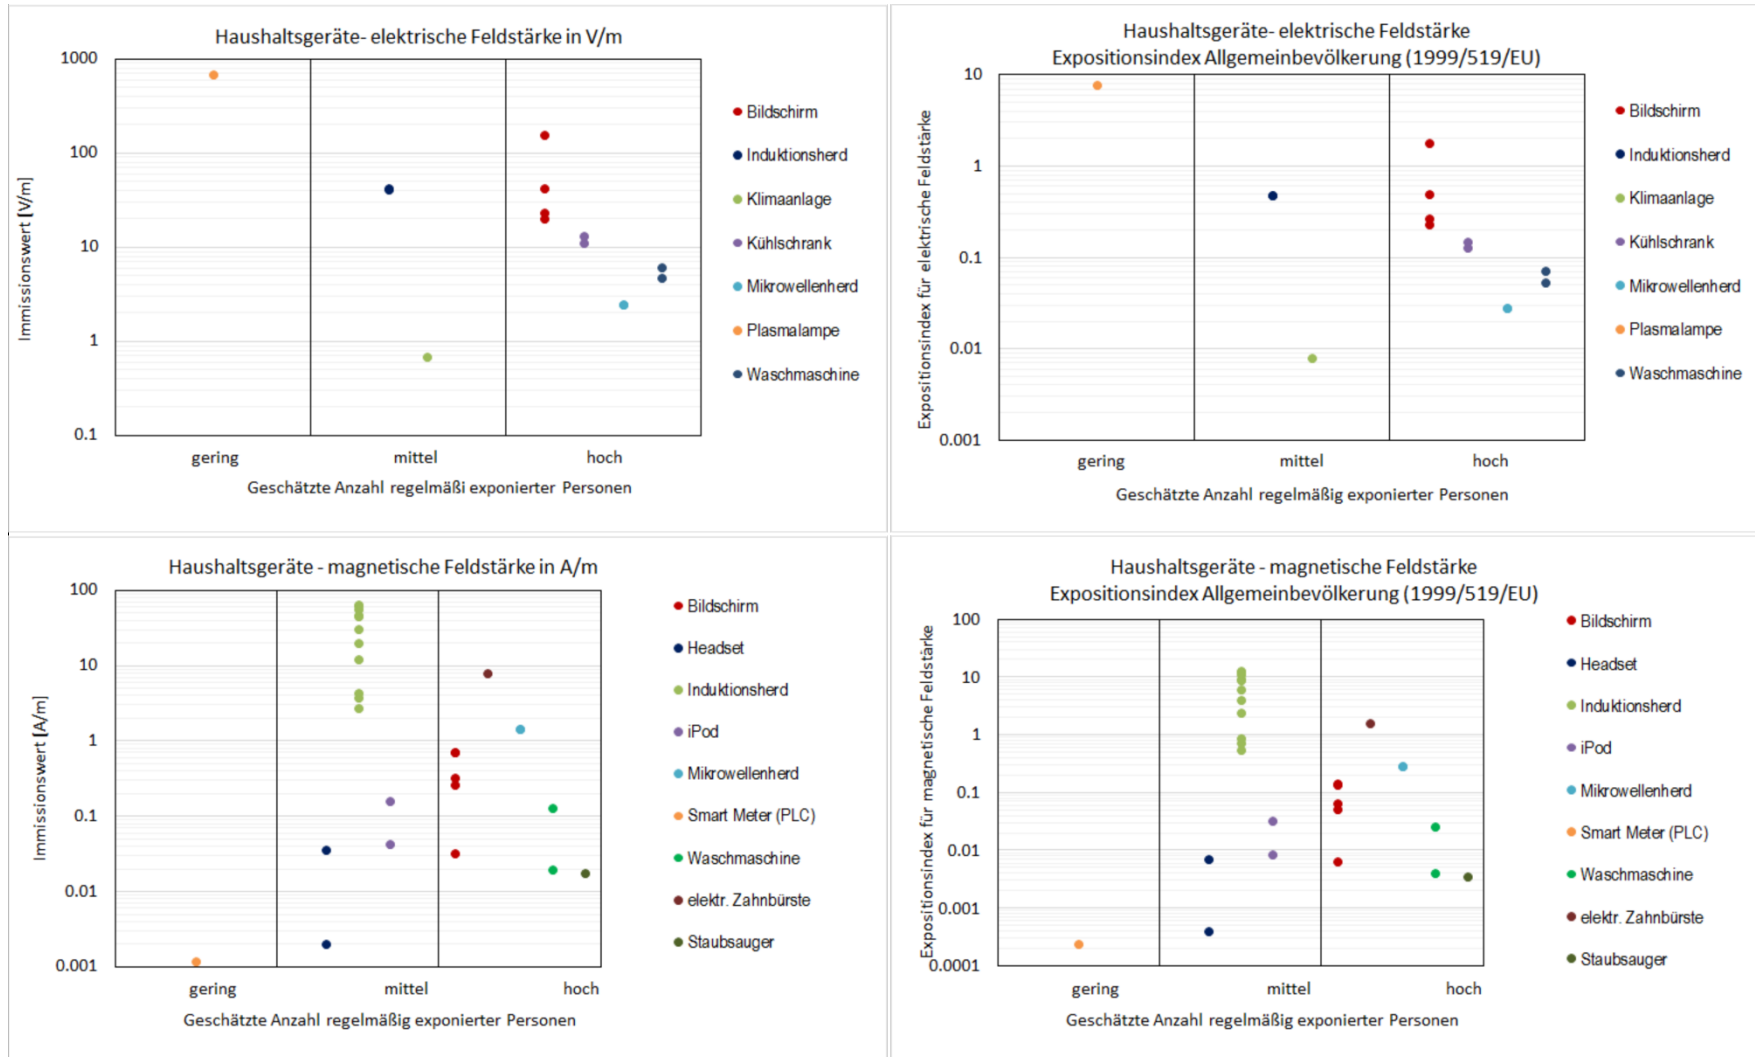 Haushaltsgeräte- elektrische Feldstärke in V/m
1000
100
10
1
0.1
Immissionswert [V/m]
gering
mittel
hoch
Geschätzte Anzahl regelmäßi exponierter Personen
Bildschirm
Induktionsherd
Klimaanlage
Kühlschrank
Mikrowellenherd
Plasmalampe
Waschmaschine
Haushaltsgeräte- elektrische Feldstärke
Expositionsindex Allgemeinbevölkerung (1999/519/EU)
10
1
0.1
0.01
0.001
Expositionsindex für elektrische Feldstärke
gering
mittel
hoch
Geschätzte Anzahl regelmäßig exponierter Personen
Bildschirm
Induktionsherd
Klimaanlage
Kühlschrank
Mikrowellenherd
Plasmalampe
Waschmaschine
Haushaltsgeräte - magnetische Feldstärke in A/m
100
10
1
0.1
0.01
0.001
Immissionswert [A/m]
gering
mittel
hoch
Geschätzte Anzahl regelmäßig exponierter Personen
Bildschirm
Headset
Induktionsherd
iPod
Mikrowellenherd
Smart Meter (PLC)
Waschmaschine
elektr. Zahnbürste
Staubsauger
Haushaltsgeräte - magnetische Feldstärke
Expositionsindex Allgemeinbevölkerung (1999/519/EU)
100
10
1
0.1
0.01
0.001
0.0001
Expositionsindex für magnetische Feldstärke
gering
mittel
hoch
Geschätzte Anzahl regelmäßig exponierter Personen
Bildschirm
Headset
Induktionsherd
iPod
Mikrowellenherd
Smart Meter (PLC)
Waschmaschine
elektr. Zahnbürste
Staubsauger